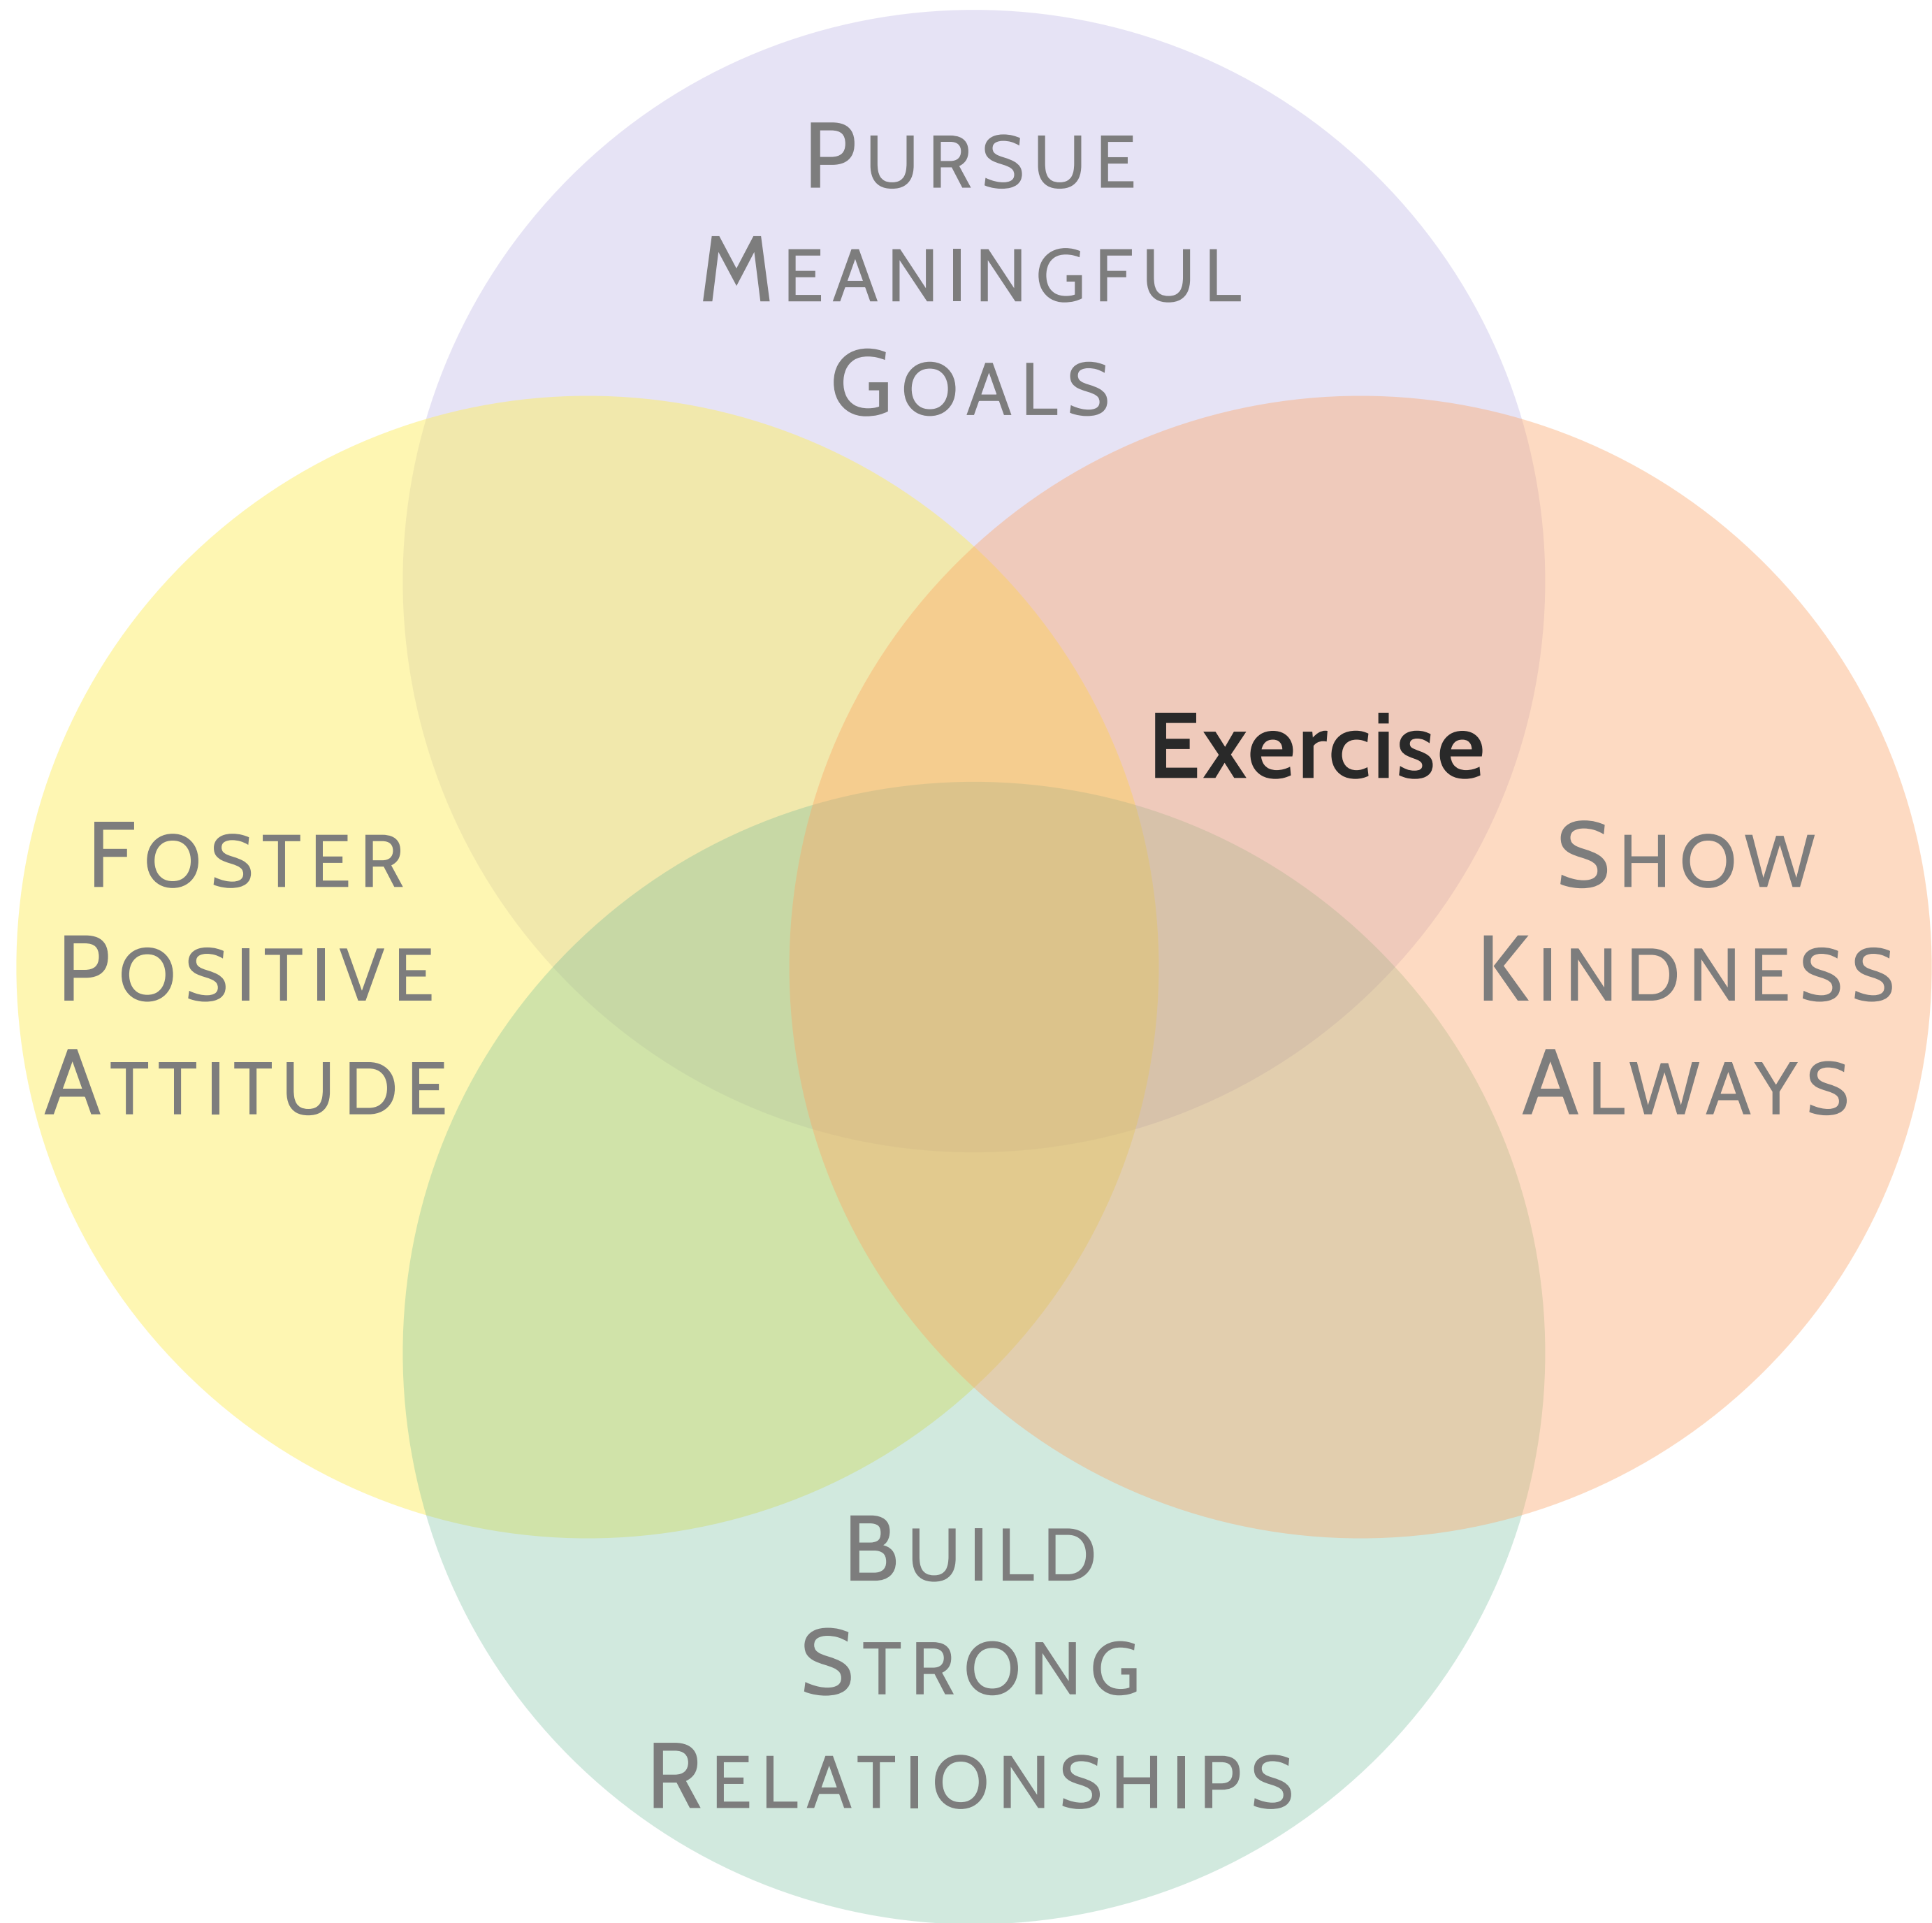 Pursue
Meaningful
Goals
Exercise
Foster
Positive
Attitude
Show
Kindness
Always
Build
Strong
Relationships